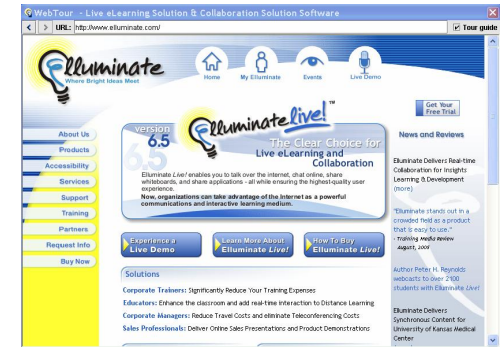 WebTour - Live eLearning Solution & Collaboration Solution Software
URL: http://www.elluminate.com/
Tour guide
Elluminate
Where Bright Ideas Meet
Home
My Elluminate
Events
Live Demo
Get Your
Free Trial
About Us
Products
Accessibility
Services
Support
Training
Partners
Request Info
Buy Now
version
6.5
6.5
Elluminate Live!™
The Clear Choice for
Live eLearning and
Collaboration
Elluminate Live! enables you to talk over the internet, chat online, share
whiteboards, and share applications - all while ensuring the highest-quality user
experience.
Now, organizations can take advantage of the Internet as a powerful
communications and interactive learning medium.
Experience a
Live Demo
Learn More About
Elluminate Live!
How To Buy
Elluminate Live!
Solutions
Corporate Trainers: Significantly Reduce Your Training Expenses
Educators: Enhance the classroom and add real-time Interaction to Distance Learning
Corporate Managers: Reduce Travel Costs and eliminate Teleconferencing Costs
Sales Professionals: Deliver Online Sales Presentations and Product Demonstrations
News and Reviews
Elluminate Delivers Real-time
Collaboration for Insights
Learning & Development
(more)
"Elluminate stands out in a
crowded field as a product
that is easy to use."
- Training Media Review
August, 2005
Author Peter H. Reynolds
webcasts to over 2100
students with Elluminate Live!
Elluminate Delivers
Synchronous Content for
University of Kansas Medical
Center